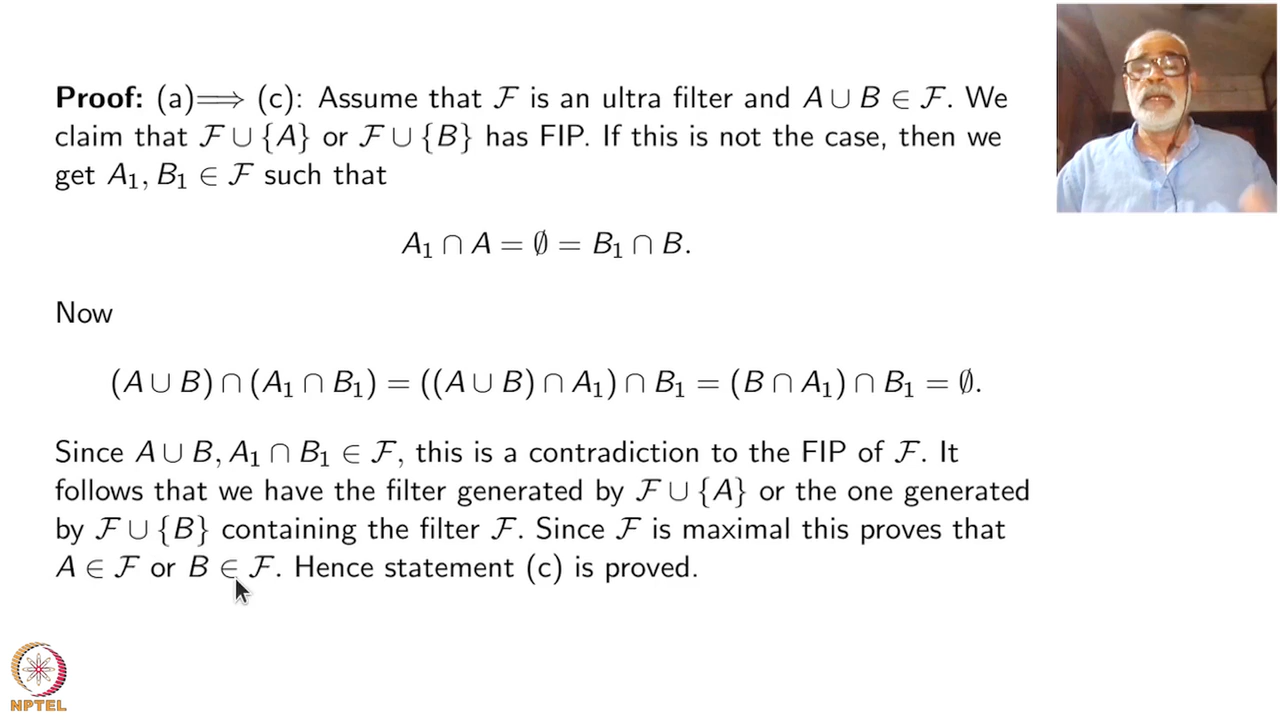 Proof: (a)⟹ (c): Assume that ℱ is an ultra filter and A ∪ B ∈ ℱ. We
claim that ℱ ∪ {A} or ℱ ∪ {B} has FIP. If this is not the case, then we
get A₁, B₁ ∈ ℱ such that
A₁ ∩ A = ∅ = B₁ ∩ B.
Now
(A ∪ B) ∩ (A₁ ∩ B₁) = ((A ∪ B) ∩ A₁) ∩ B₁ = (B ∩ A₁) ∩ B₁ = ∅.
Since A ∪ B, A₁ ∩ B₁ ∈ ℱ, this is a contradiction to the FIP of ℱ. It
follows that we have the filter generated by ℱ ∪ {A} or the one generated
by ℱ ∪ {B} containing the filter ℱ. Since ℱ is maximal this proves that
A ∈ ℱ or B ∈ ℱ. Hence statement (c) is proved.
NPTEL